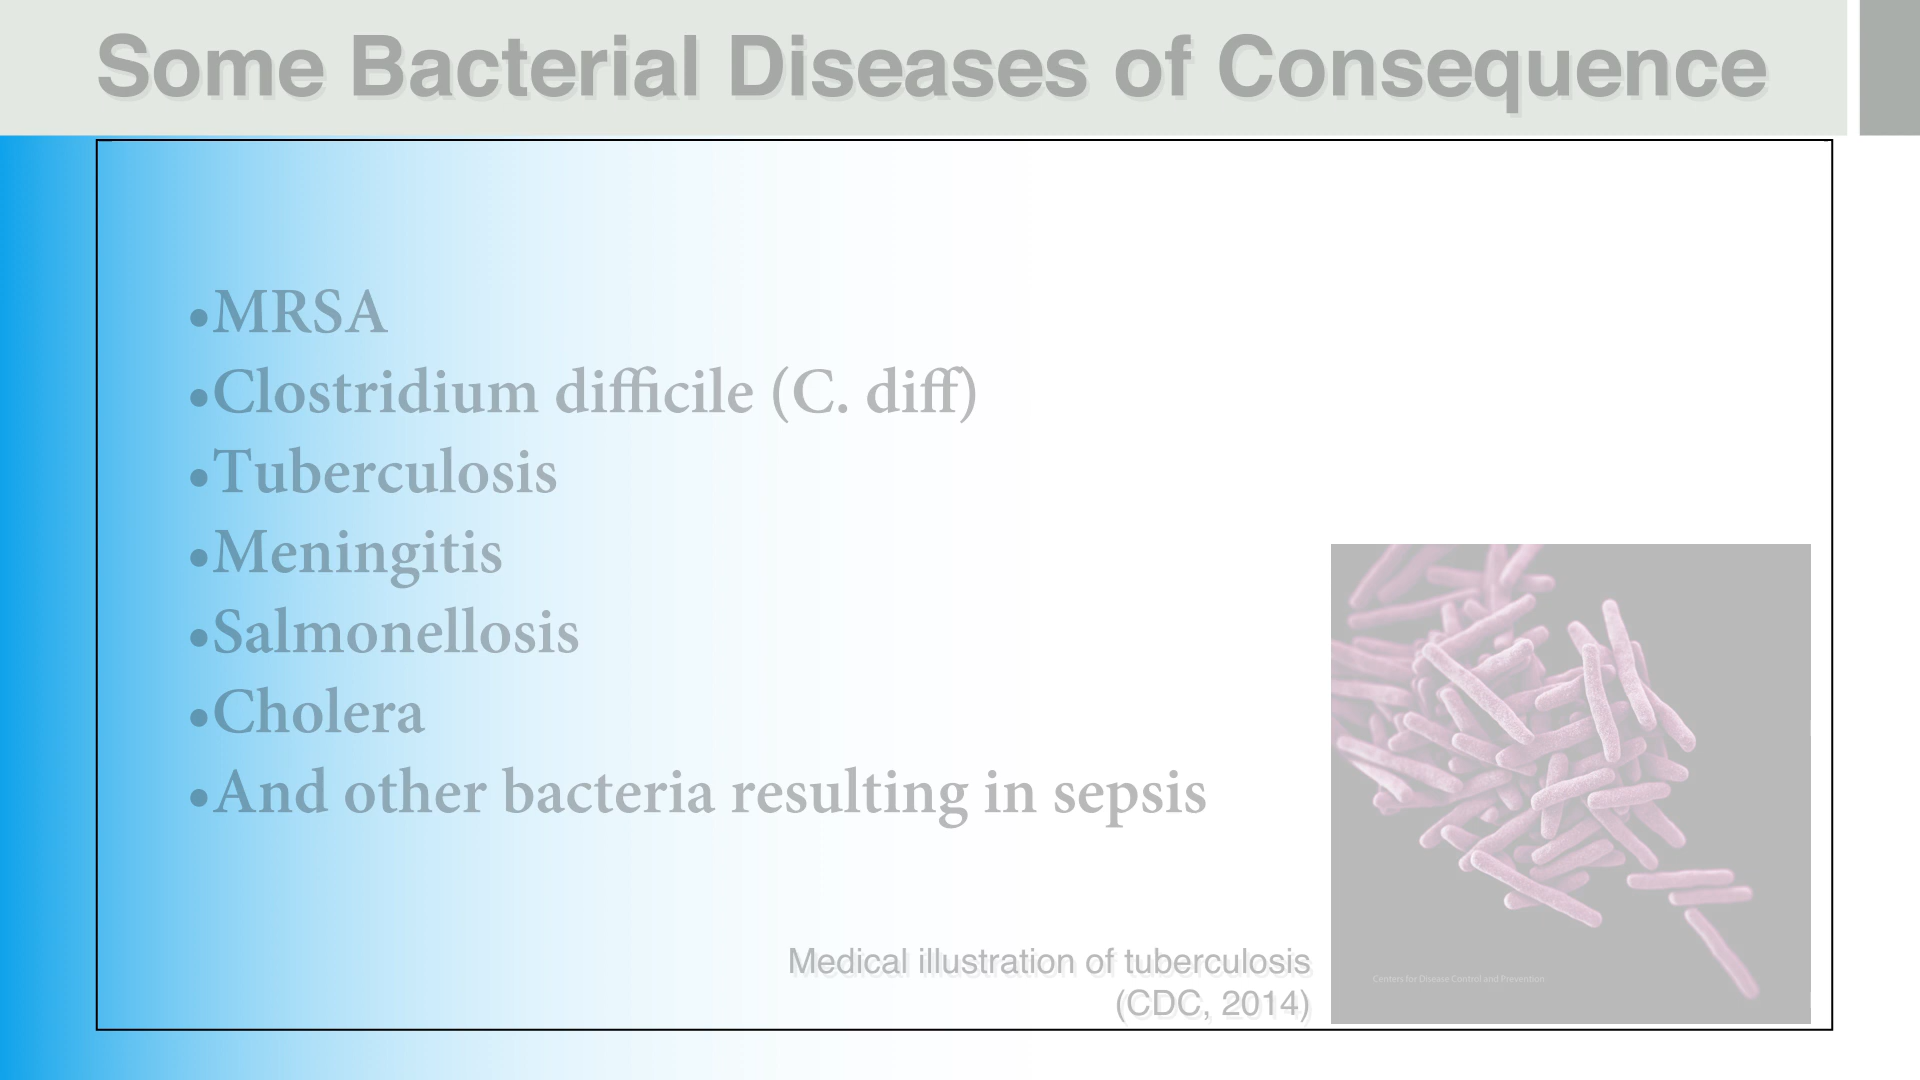 Some Bacterial Diseases of Consequence
•MRSA
•Clostridium difficile (C. diff)
•Tuberculosis
•Meningitis
•Salmonellosis
•Cholera
•And other bacteria resulting in sepsis
Medical illustration of tuberculosis
(CDC, 2014)
Centers for Disease Control and Prevention